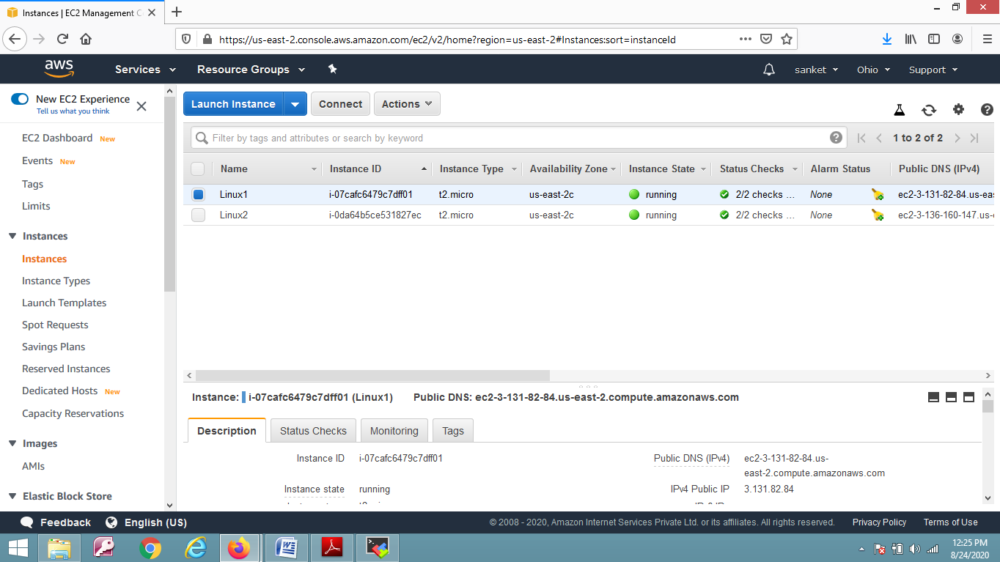 Instances | EC2 Management C
https://us-east-2.console.aws.amazon.com/ec2/v2/home?region=us-east-2#Instances:sort=instanceId
aws Services Resource Groups sanket Ohio Support
New EC2 Experience
Tell us what you think
EC2 Dashboard New
Events New
Tags
Limits
Instances
Instances
Instance Types
Launch Templates
Spot Requests
Savings Plans
Reserved Instances
Dedicated Hosts New
Capacity Reservations
Images
AMIs
Elastic Block Store
Launch Instance Connect Actions
Filter by tags and attributes or search by keyword 1 to 2 of 2
Name Instance ID Instance Type Availability Zone Instance State Status Checks Alarm Status Public DNS (IPv4)
Linux1 i-07cafc6479c7dff01 t2.micro us-east-2c running 2/2 checks ... None ec2-3-131-82-84.us-eas
Linux2 i-0da64b5ce531827ec t2.micro us-east-2c running 2/2 checks ... None ec2-3-136-160-147.us-
Instance: i-07cafc6479c7dff01 (Linux1) Public DNS: ec2-3-131-82-84.us-east-2.compute.amazonaws.com
Description Status Checks Monitoring Tags
Instance ID i-07cafc6479c7dff01 Public DNS (IPv4) ec2-3-131-82-84.us-
east-2.compute.amazonaws.com
Instance state running IPv4 Public IP 3.131.82.84
Feedback English (US) © 2008 - 2020, Amazon Internet Services Private Ltd. or its affiliates. All rights reserved. Privacy Policy Terms of Use
12:25 PM
8/24/2020